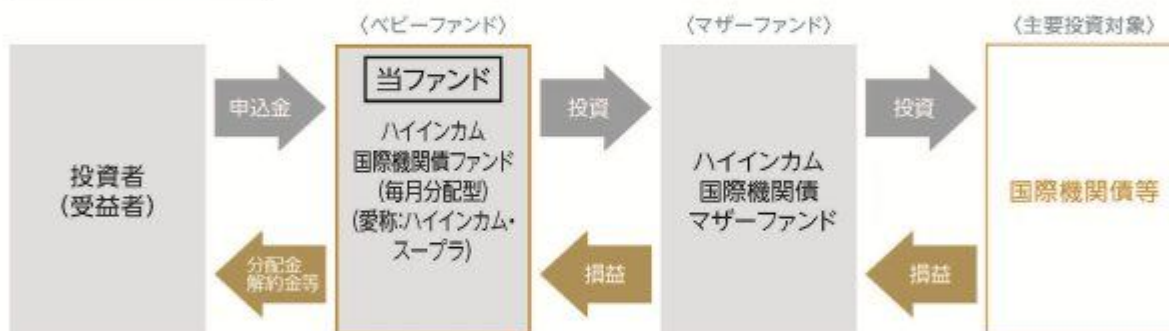 〈ベビーファンド〉
〈マザーファンド〉
〈主要投資対象〉
投資者
(受益者)
申込金
分配金
解約金等
当ファンド
ハイインカム
国際機関債ファンド
(毎月分配型)
(愛称:ハイインカム・
スープラ)
投資
損益
ハイインカム
国際機関債
マザーファンド
投資
損益
国際機関債等